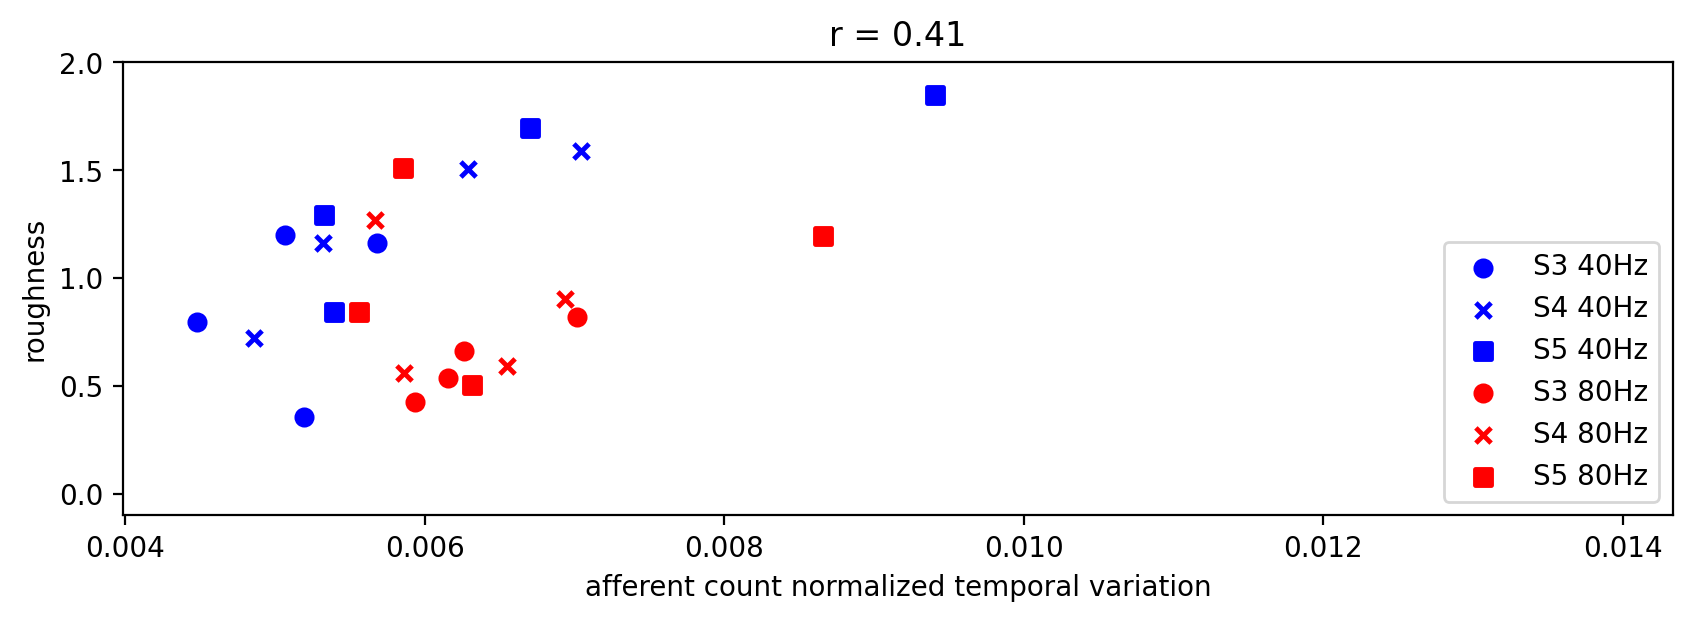 r = 0.41
2.0
1.5
1.0
0.5
0.0
roughness
S3 40Hz
S4 40Hz
S5 40Hz
S3 80Hz
S4 80Hz
S5 80Hz
0.004 0.006 0.008 0.010 0.012 0.014
afferent count normalized temporal variation